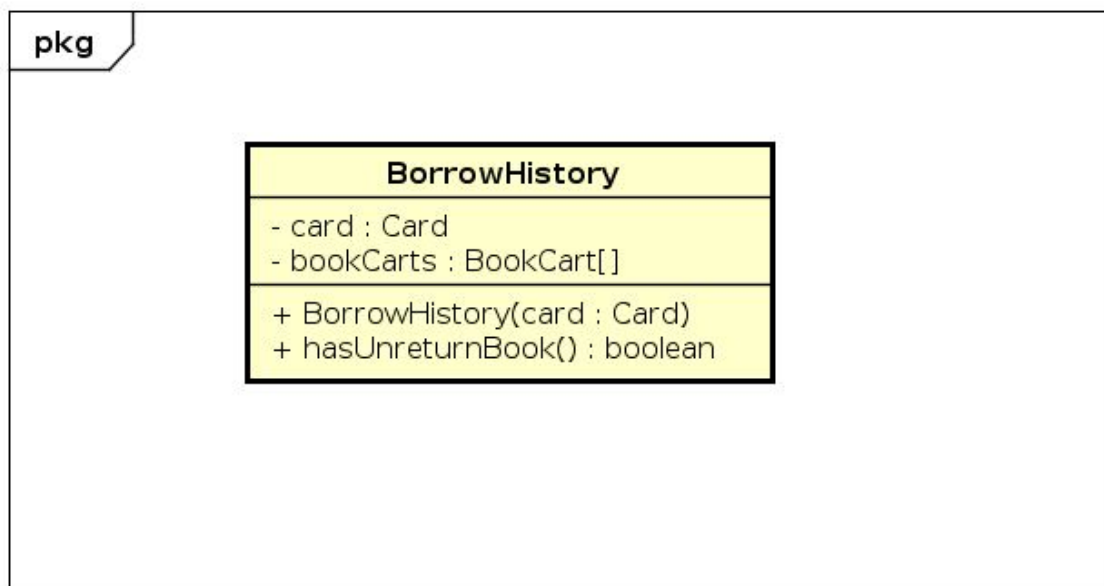 pkg
BorrowHistory
- card : Card
- bookCarts : BookCart[]
+ BorrowHistory(card : Card)
+ hasUnreturnBook() : boolean